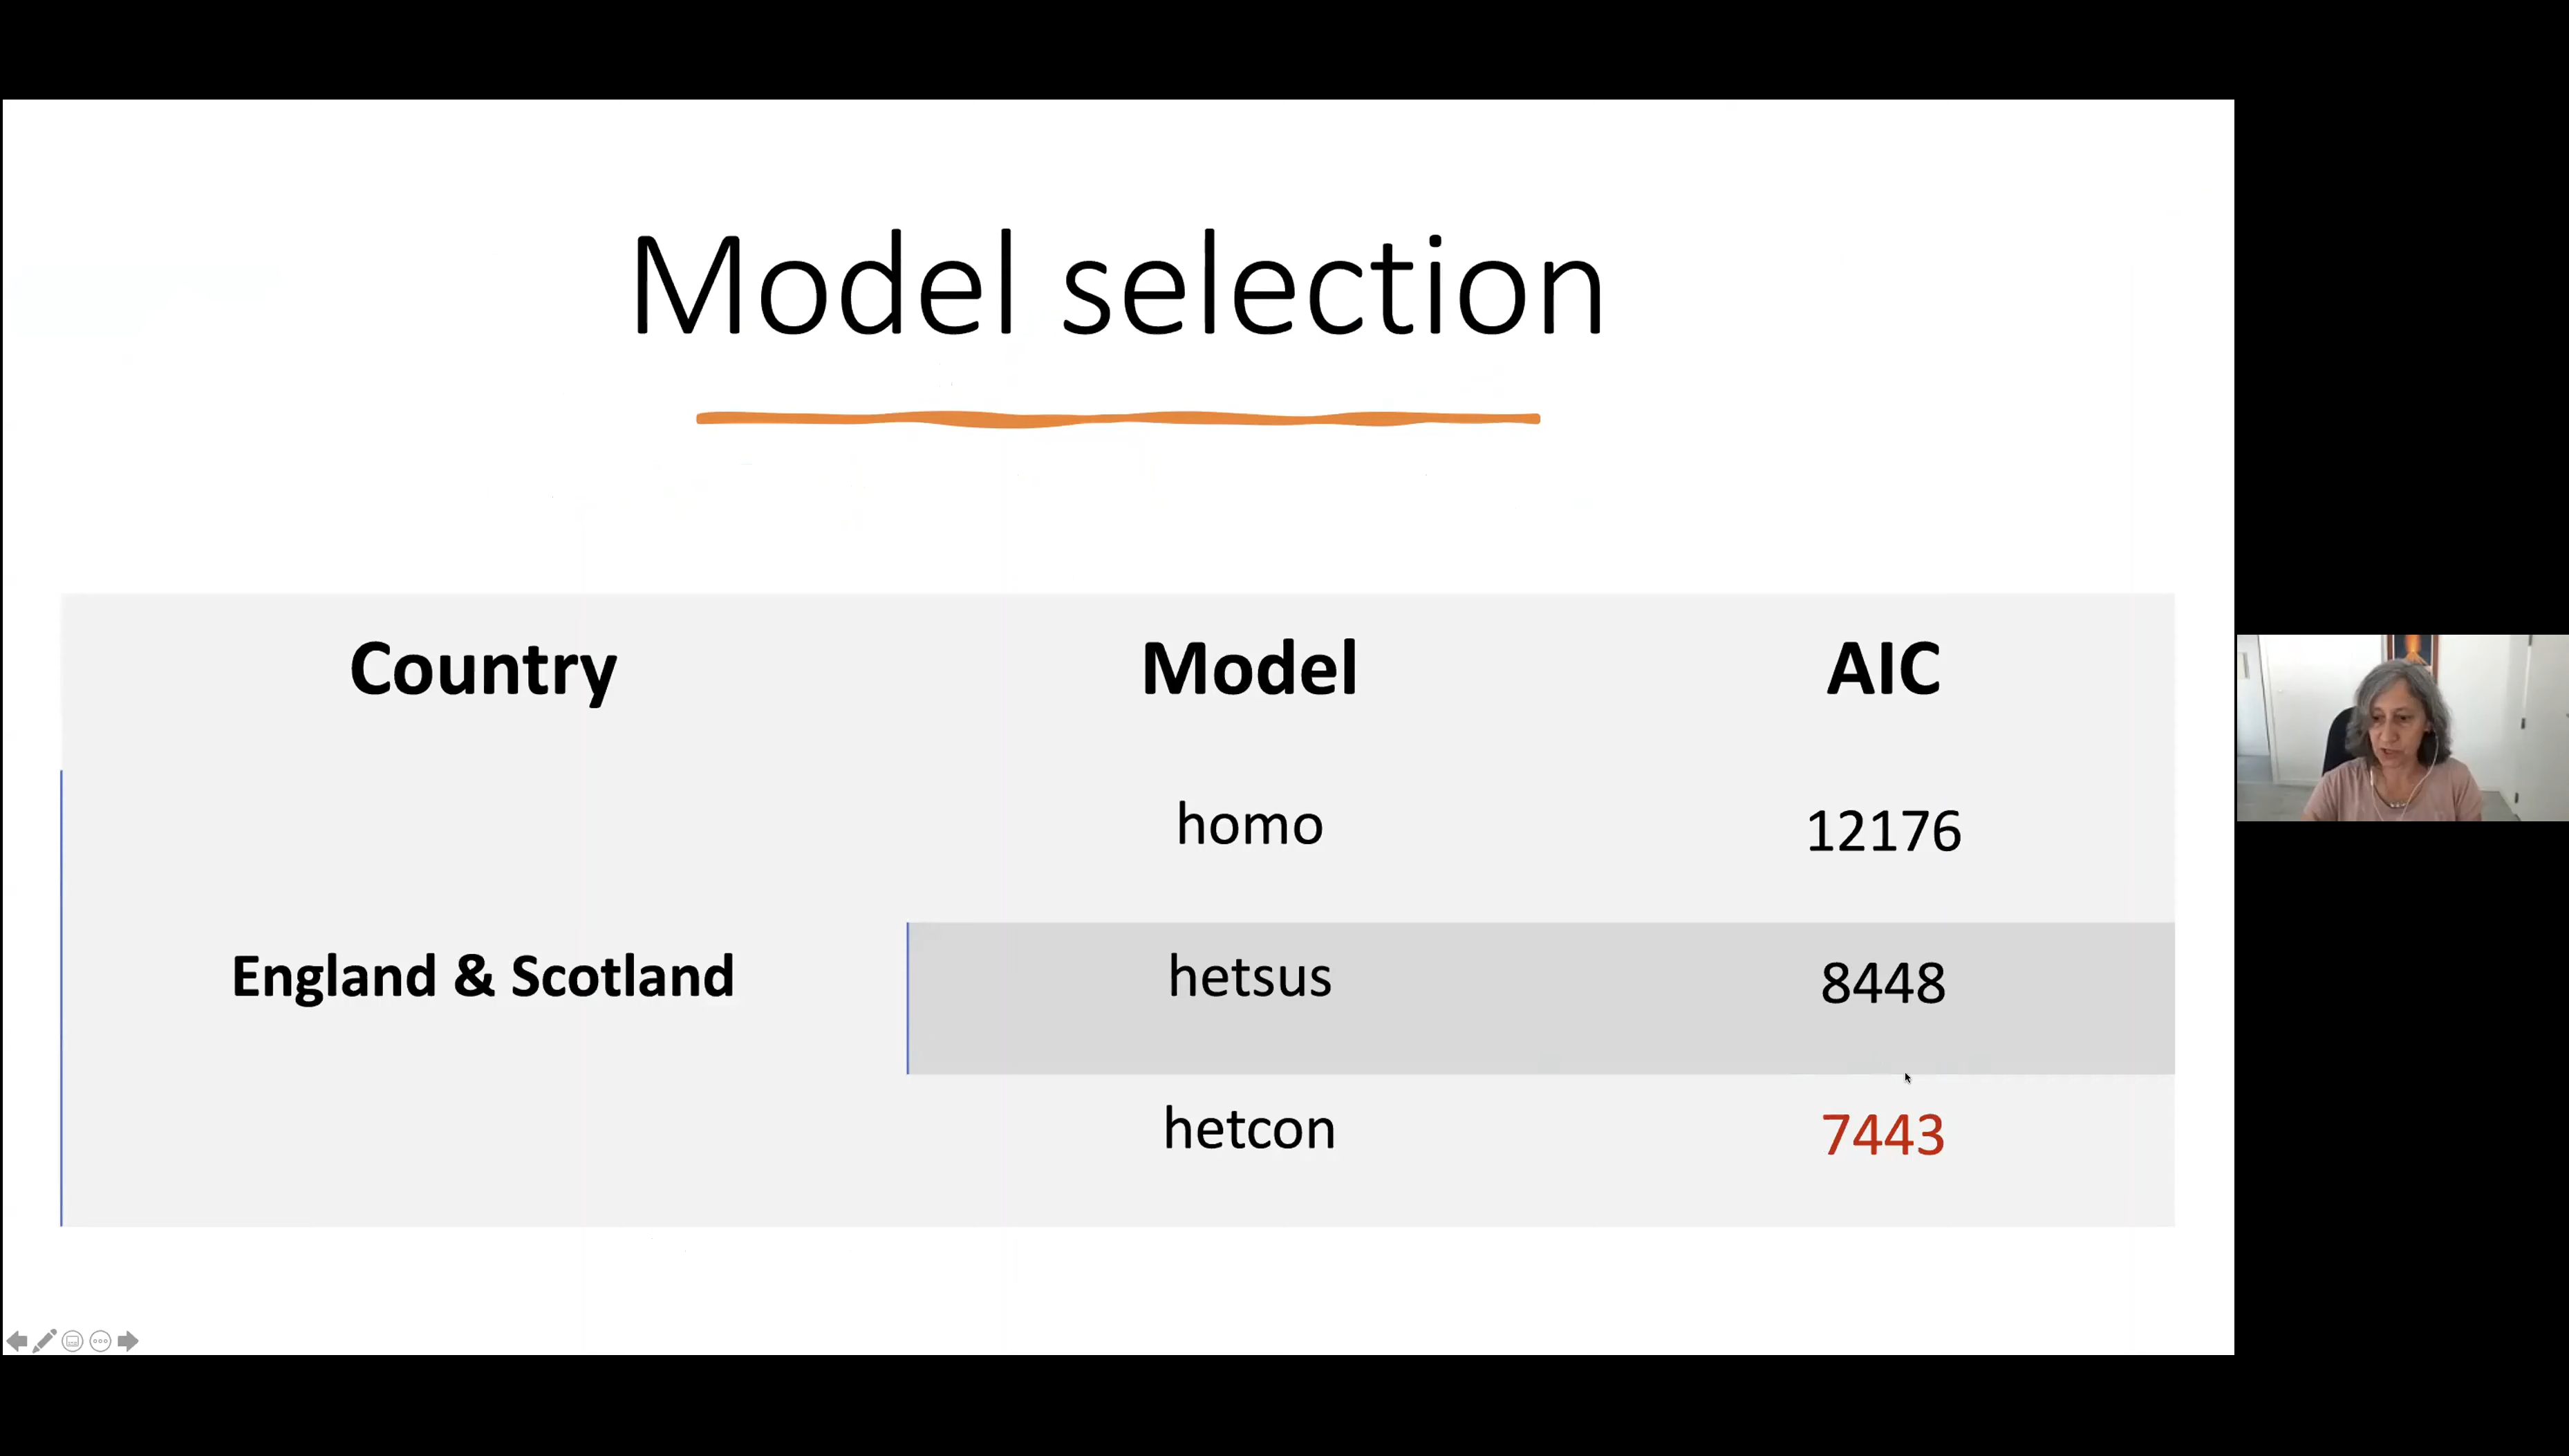 Model selection
Country Model AIC
homo 12176
England & Scotland hetsus 8448
hetcon 7443